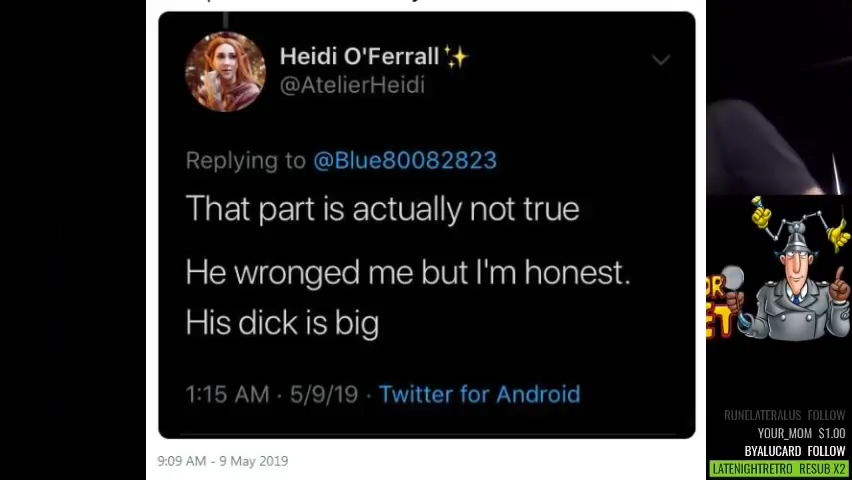 Heidi O'Ferrall✨
@AtelierHeidi
Replying to @Blue80082823
That part is actually not true
He wronged me but I'm honest.
His dick is big
1:15 AM · 5/9/19 · Twitter for Android
9:09 AM - 9 May 2019
OR
ET
RUNELATERALUS FOLLOW
YOUR_MOM $1.00
BYALUCARD FOLLOW
LATENIGHTRETRO RESUB X2